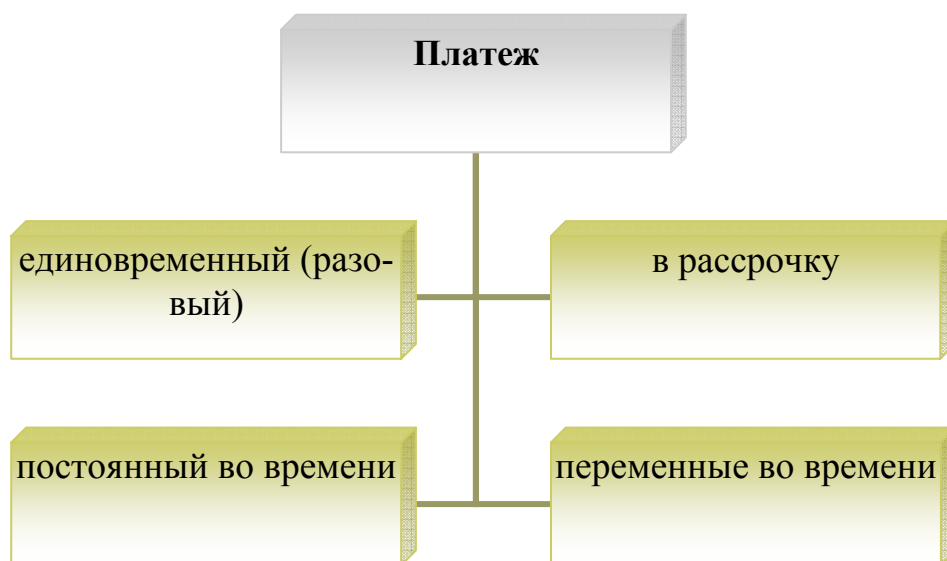 Платеж
единовременный (разо-
вый)
в рассрочку
постоянный во времени
переменные во времени